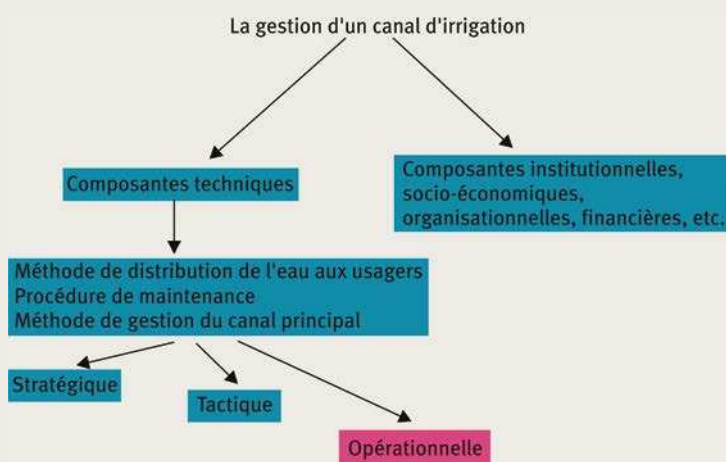 La gestion d'un canal d'irrigation
Composantes techniques
Composantes institutionnelles,
socio-économiques,
organisationnelles, financières, etc.
Méthode de distribution de l'eau aux usagers
Procédure de maintenance
Méthode de gestion du canal principal
Stratégique
Tactique
Opérationnelle